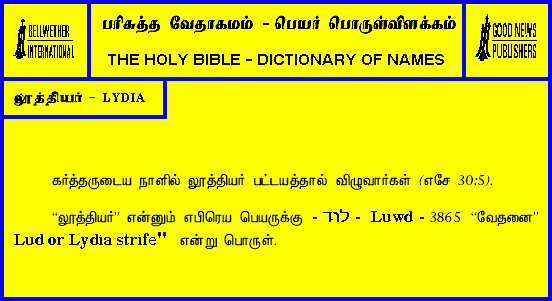 BELLWETHER
INTERNATIONAL
பரிசுத்த வேதாகமம் - பெயர் பொருள்விளக்கம்
THE HOLY BIBLE - DICTIONARY OF NAMES
GOOD NEWS
PUBLISHERS
லூத்தியர் - LYDIA
கர்த்தருடைய நாளில் லூத்தியர் பட்டயத்தால் விழுவார்கள் (எசே 30:5).
“லூத்தியர்” என்னும் எபிரெய பெயருக்கு - לוּד - Luwd - 3865 “வேதனை”
Lud or Lydia strife" என்று பொருள்.